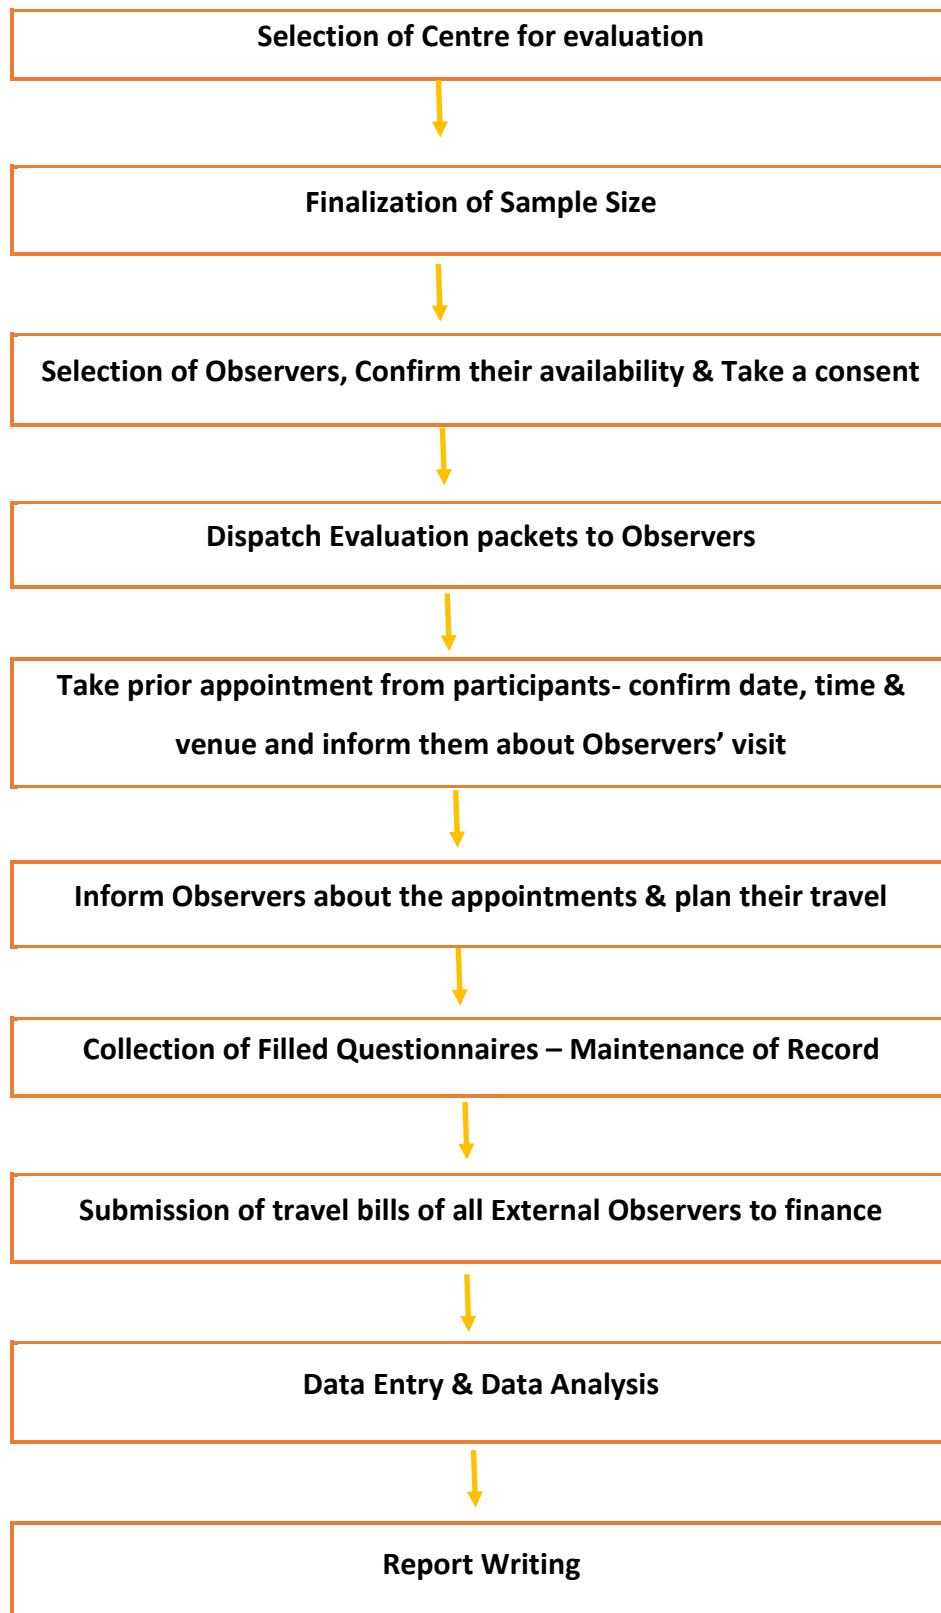 Selection of Centre for evaluation
Finalization of Sample Size
Selection of Observers, Confirm their availability & Take a consent
Dispatch Evaluation packets to Observers
Take prior appointment from participants- confirm date, time &
venue and inform them about Observers’ visit
Inform Observers about the appointments & plan their travel
Collection of Filled Questionnaires – Maintenance of Record
Submission of travel bills of all External Observers to finance
Data Entry & Data Analysis
Report Writing